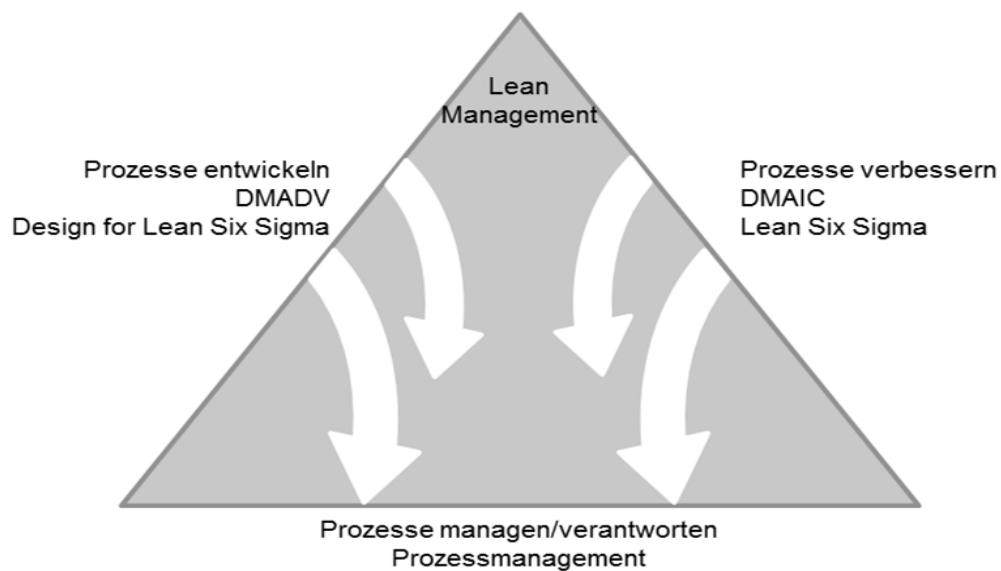 Lean
Management
Prozesse entwickeln
DMADV
Design for Lean Six Sigma
Prozesse verbessern
DMAIC
Lean Six Sigma
Prozesse managen/verantworten
Prozessmanagement